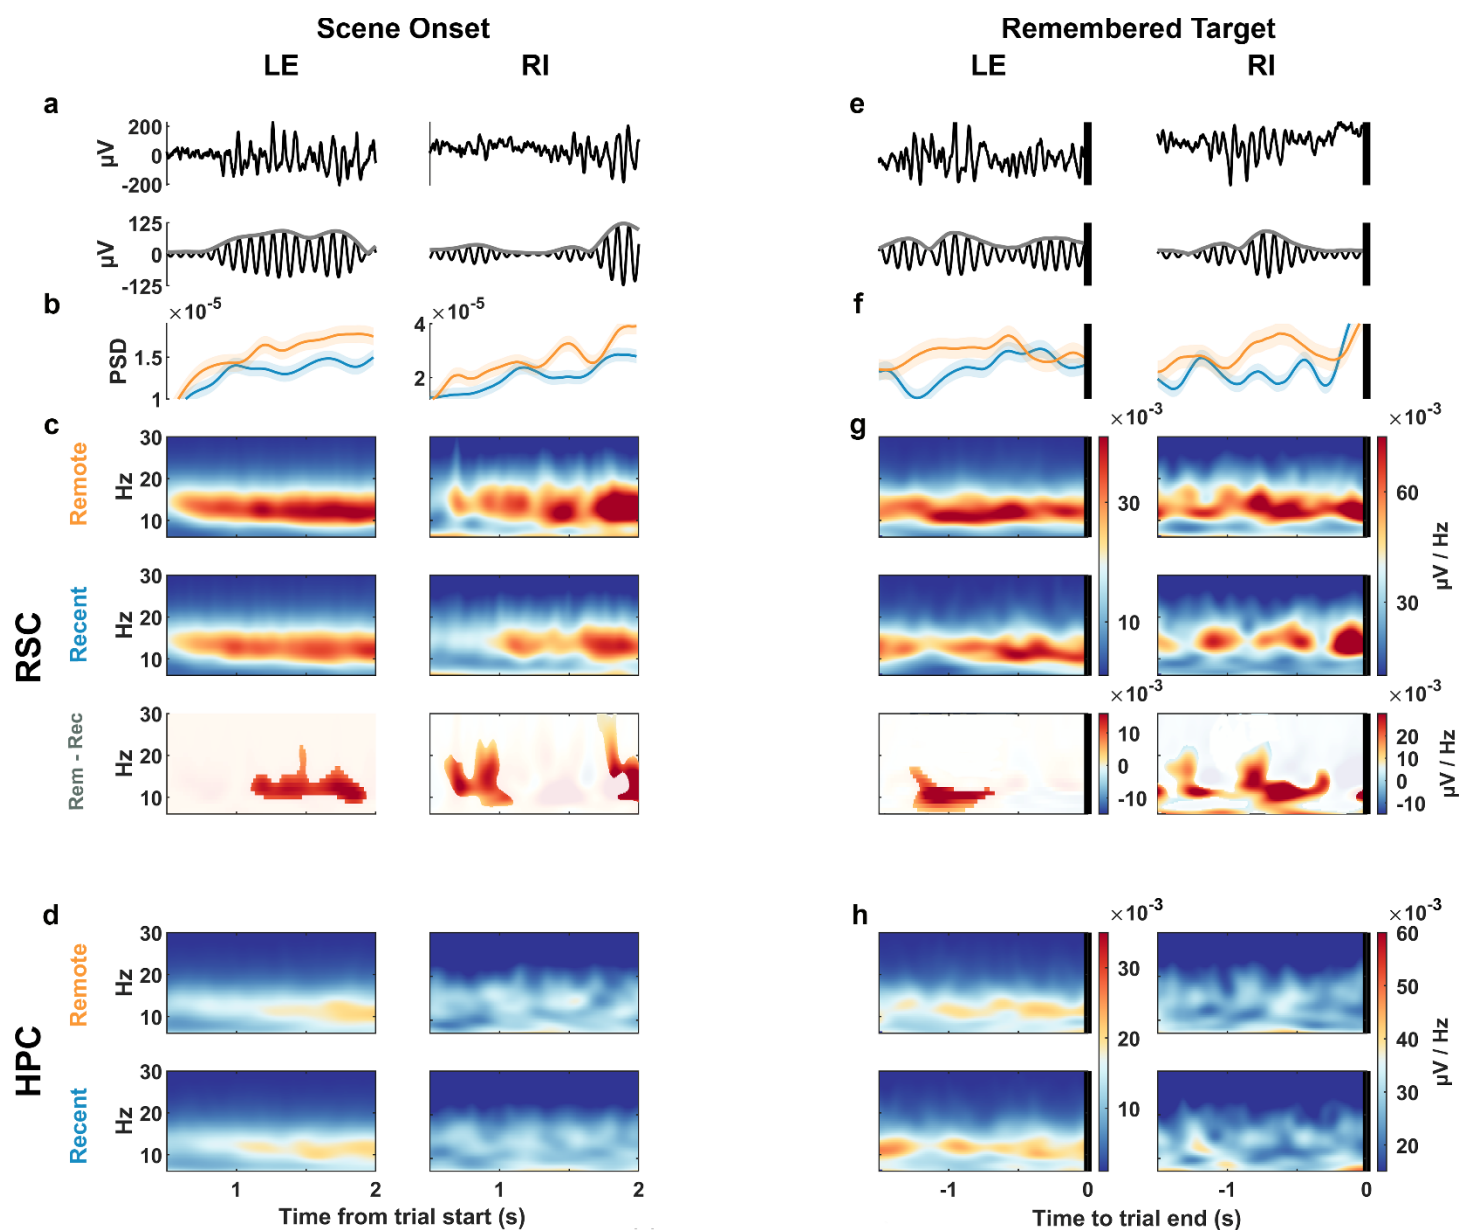 Scene Onset Remembered Target
LE RI LE RI
a e
200
0
-200
µV
125
0
-125
µV
b f
×10-5 ×10-5
1.5
1
PSD
4
2
c g
×10-3 ×10-3
Remote
30
20
10
Hz
30
10
60
30
µV / Hz
RSC
Recent
30
20
10
Hz
×10-3 ×10-3
Rem - Rec
30
20
10
Hz
10
0
-10
20
10
0
-10
µV / Hz
d h
×10-3 ×10-3
HPC
Remote
30
20
10
Hz
30
20
10
60
50
40
30
20
µV / Hz
Recent
30
20
10
Hz
1 2 1 2 -1 0 -1 0
Time from trial start (s) Time to trial end (s)